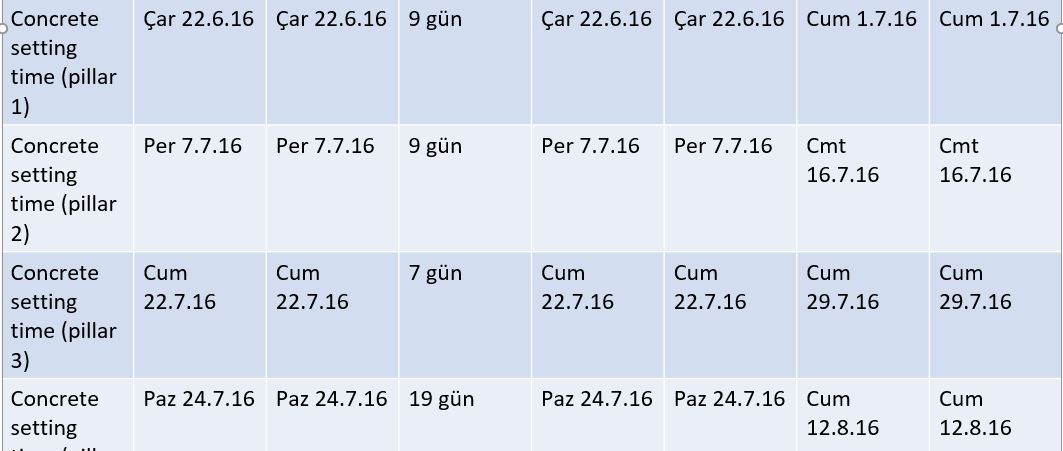 Concrete Çar 22.6.16 Çar 22.6.16 9 gün Çar 22.6.16 Çar 22.6.16 Cum 1.7.16 Cum 1.7.16
setting
time (pillar
1)
Concrete Per 7.7.16 Per 7.7.16 9 gün Per 7.7.16 Per 7.7.16 Cmt Cmt
setting 16.7.16 16.7.16
time (pillar
2)
Concrete Cum Cum 7 gün Cum Cum Cum Cum
setting 22.7.16 22.7.16 22.7.16 22.7.16 29.7.16 29.7.16
time (pillar
3)
Concrete Paz 24.7.16 Paz 24.7.16 19 gün Paz 24.7.16 Paz 24.7.16 Cum Cum
setting 12.8.16 12.8.16